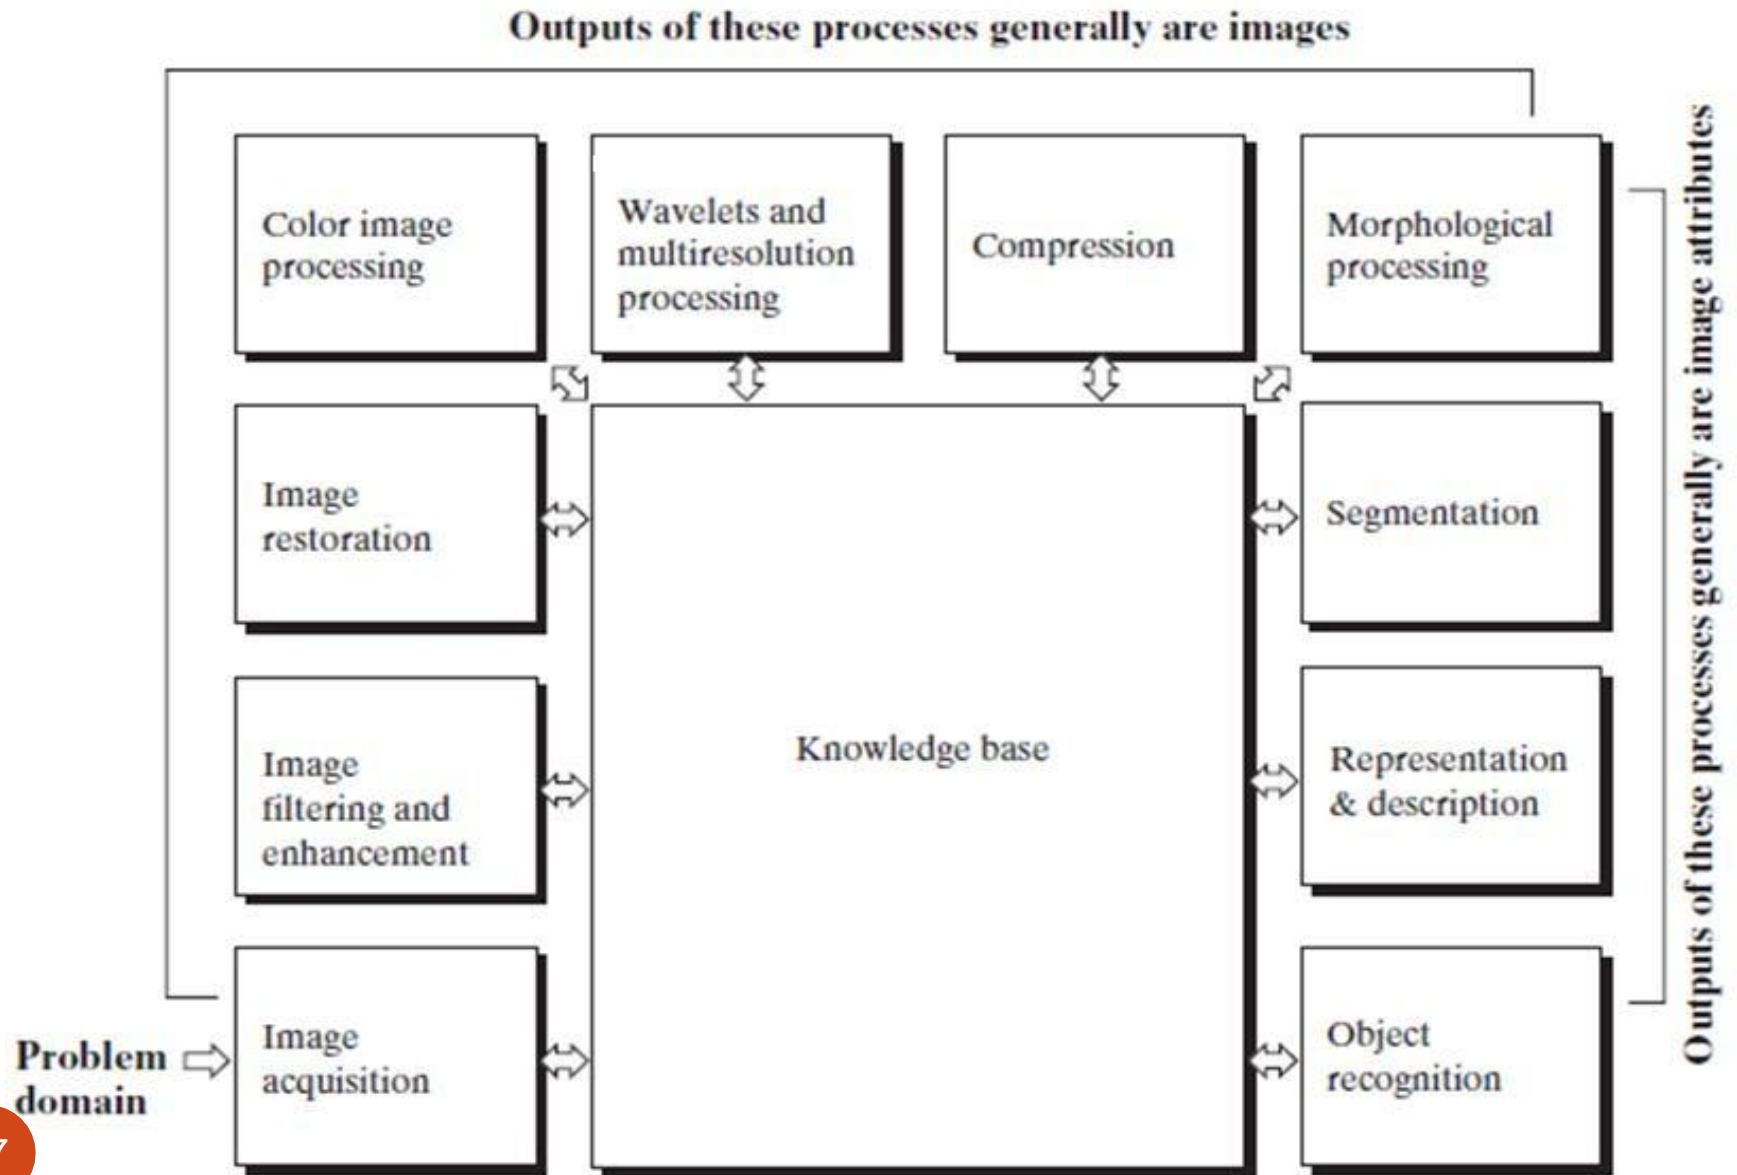 Outputs of these processes generally are images
Color image
processing
Wavelets and
multiresolution
processing
Compression
Morphological
processing
Image
restoration
Segmentation
Image
filtering and
enhancement
Knowledge base
Representation
& description
Problem
domain
Image
acquisition
Object
recognition
Outputs of these processes generally are image attributes
7